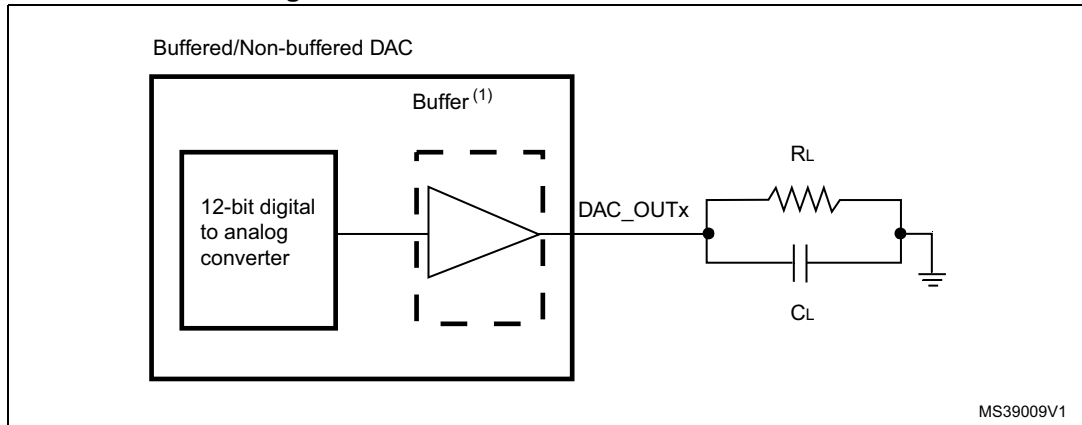 Buffered/Non-buffered DAC
Buffer (1)
12-bit digital
to analog
converter
DAC_OUTx
RL
CL
MS39009V1